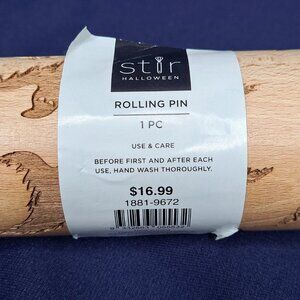 stir
HALLOWEEN
ROLLING PIN
1 PC
USE & CARE
BEFORE FIRST AND AFTER EACH
USE, HAND WASH THOROUGHLY.
$16.99
1881-9672